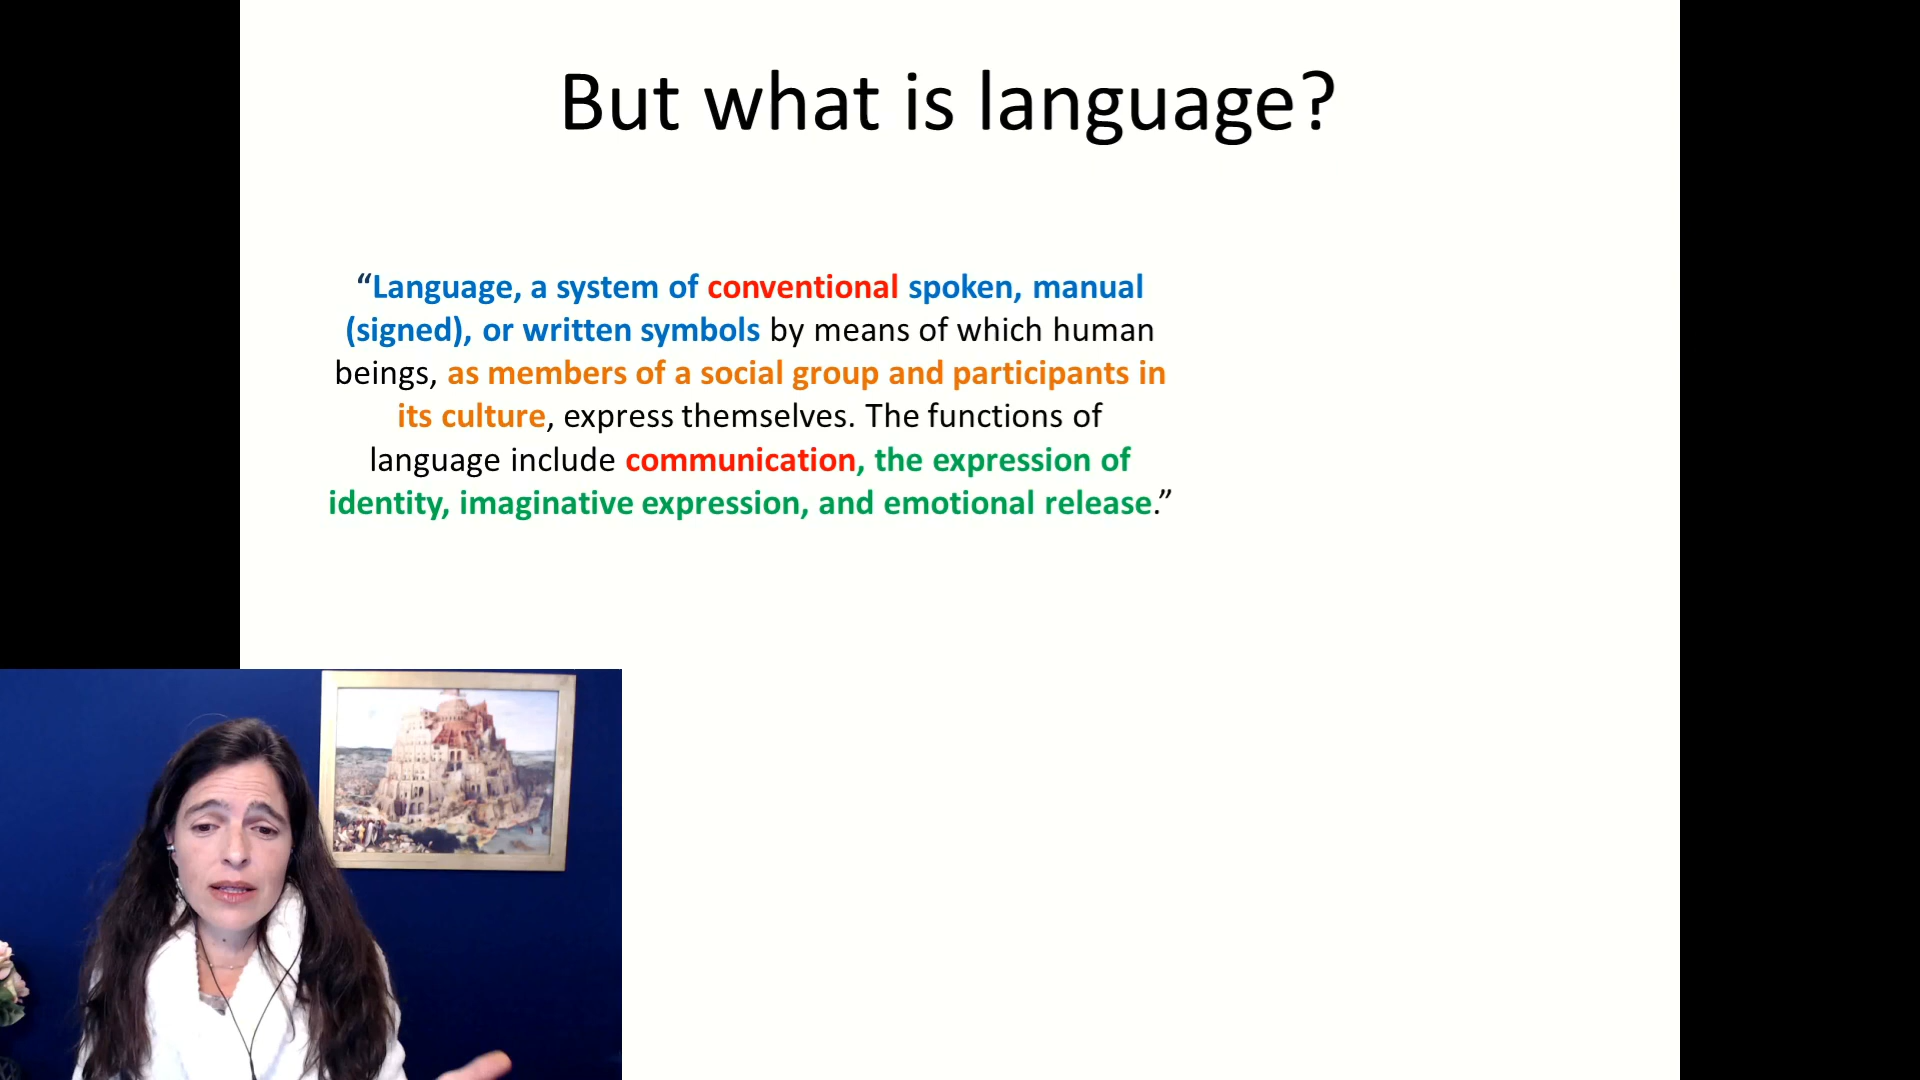 But what is language?
“Language, a system of conventional spoken, manual
(signed), or written symbols by means of which human
beings, as members of a social group and participants in
its culture, express themselves. The functions of
language include communication, the expression of
identity, imaginative expression, and emotional release.”